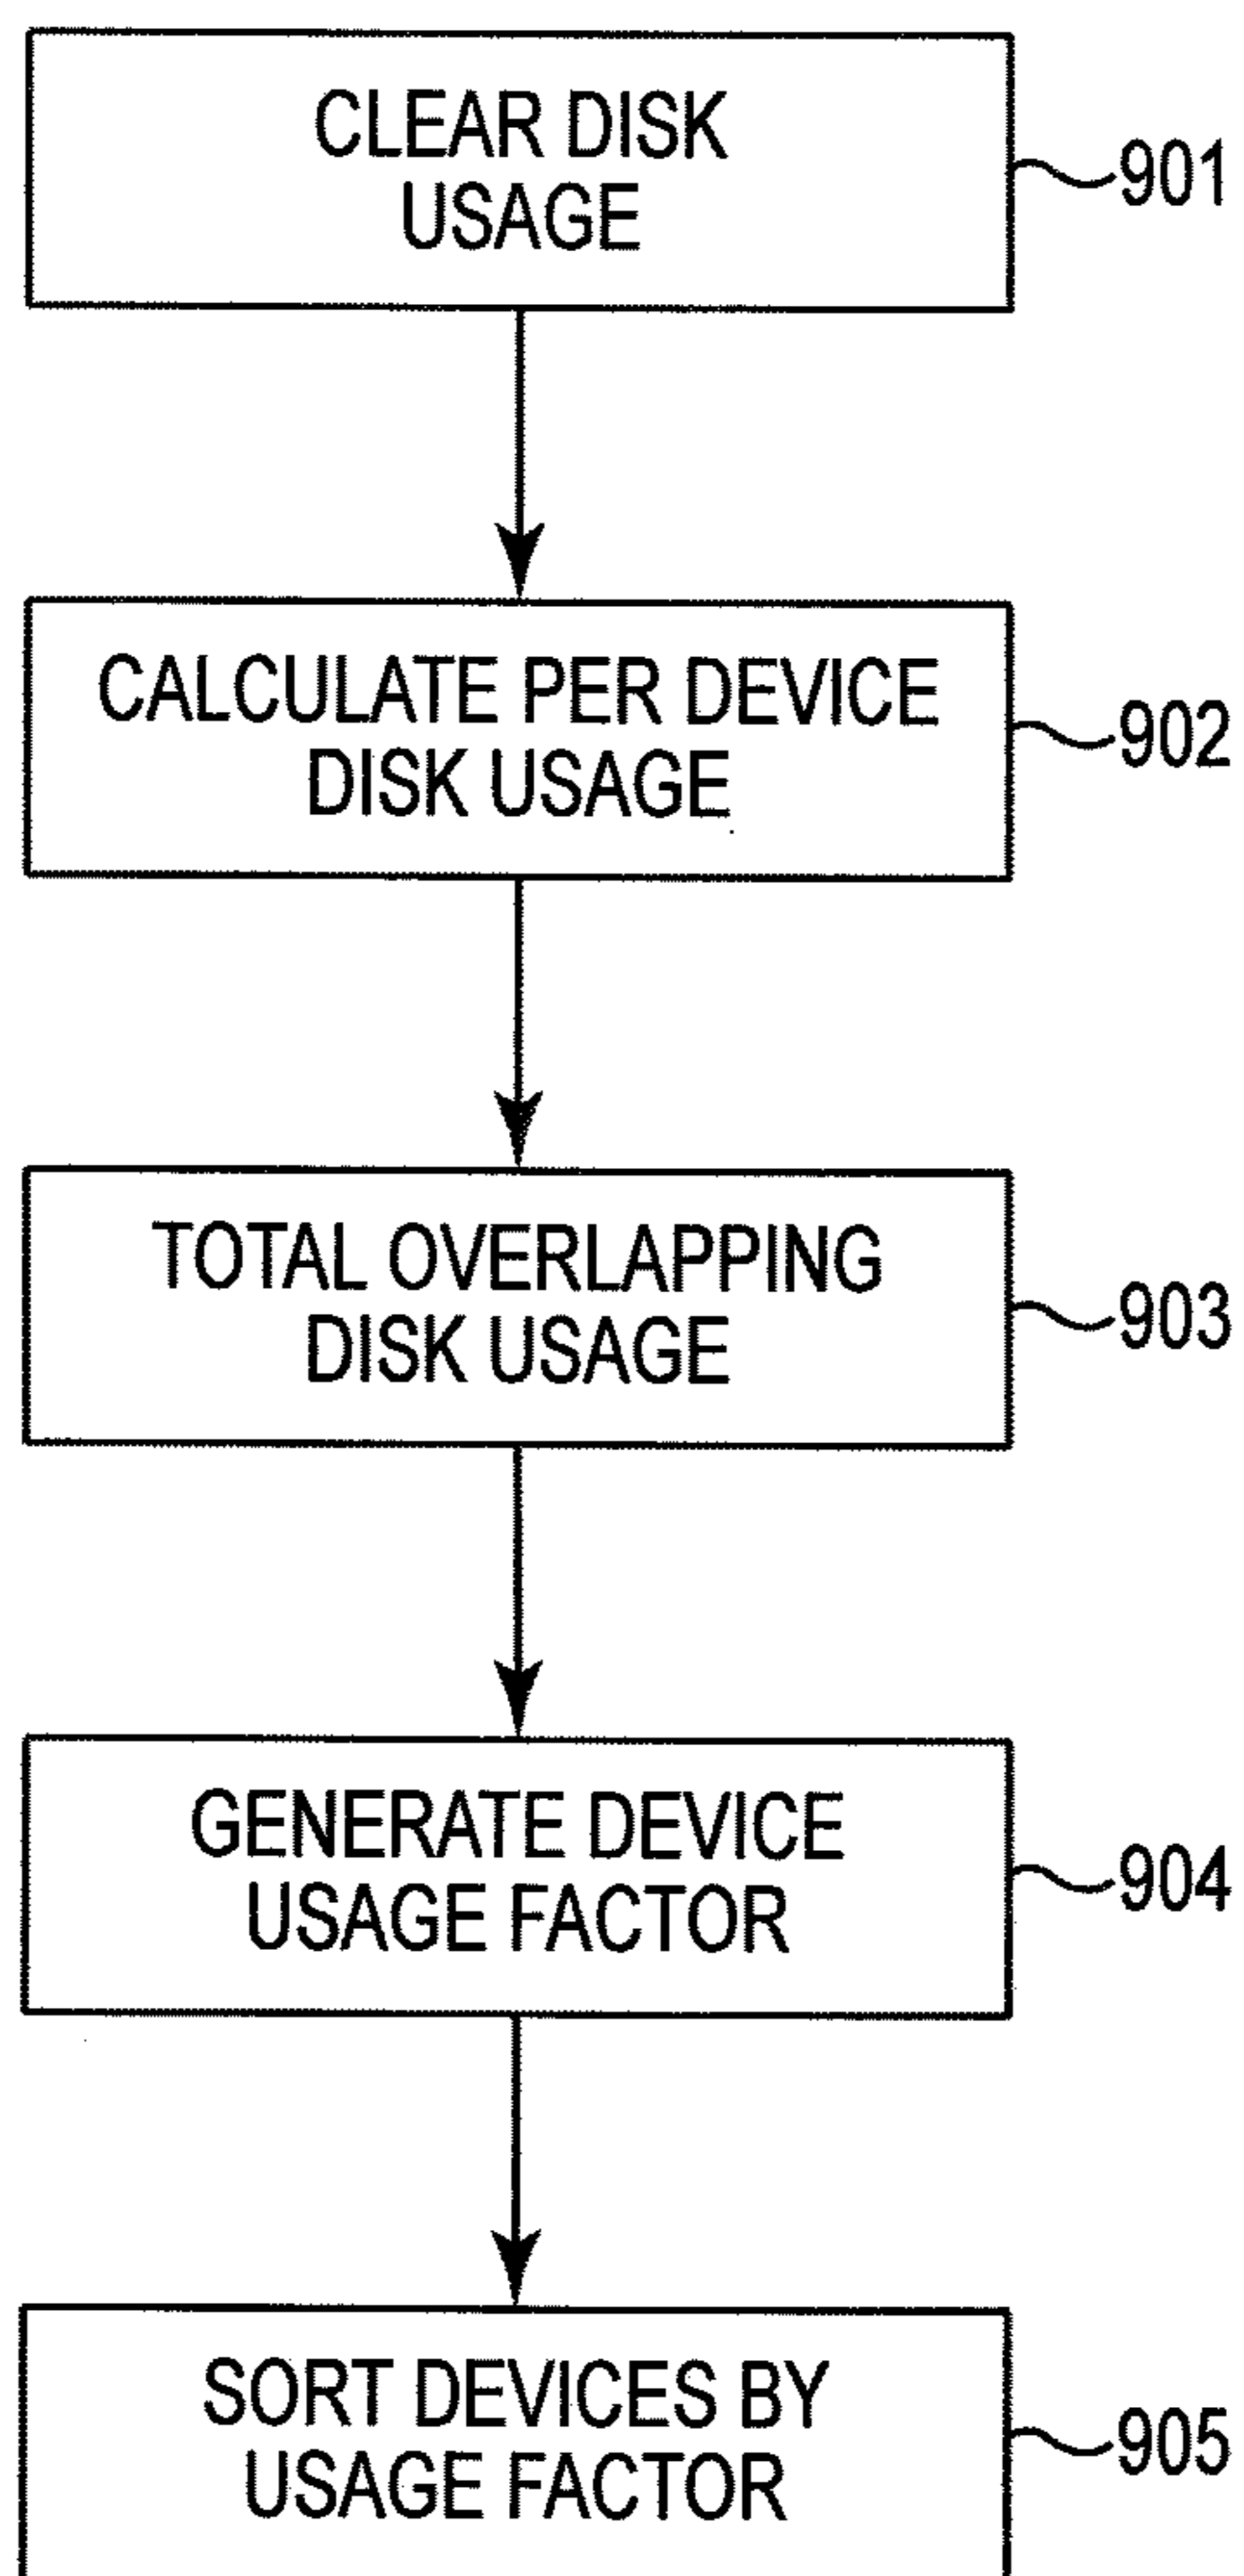 CLEAR DISK
USAGE
901
CALCULATE PER DEVICE
DISK USAGE
902
TOTAL OVERLAPPING
DISK USAGE
903
GENERATE DEVICE
USAGE FACTOR
904
SORT DEVICES BY
USAGE FACTOR
905